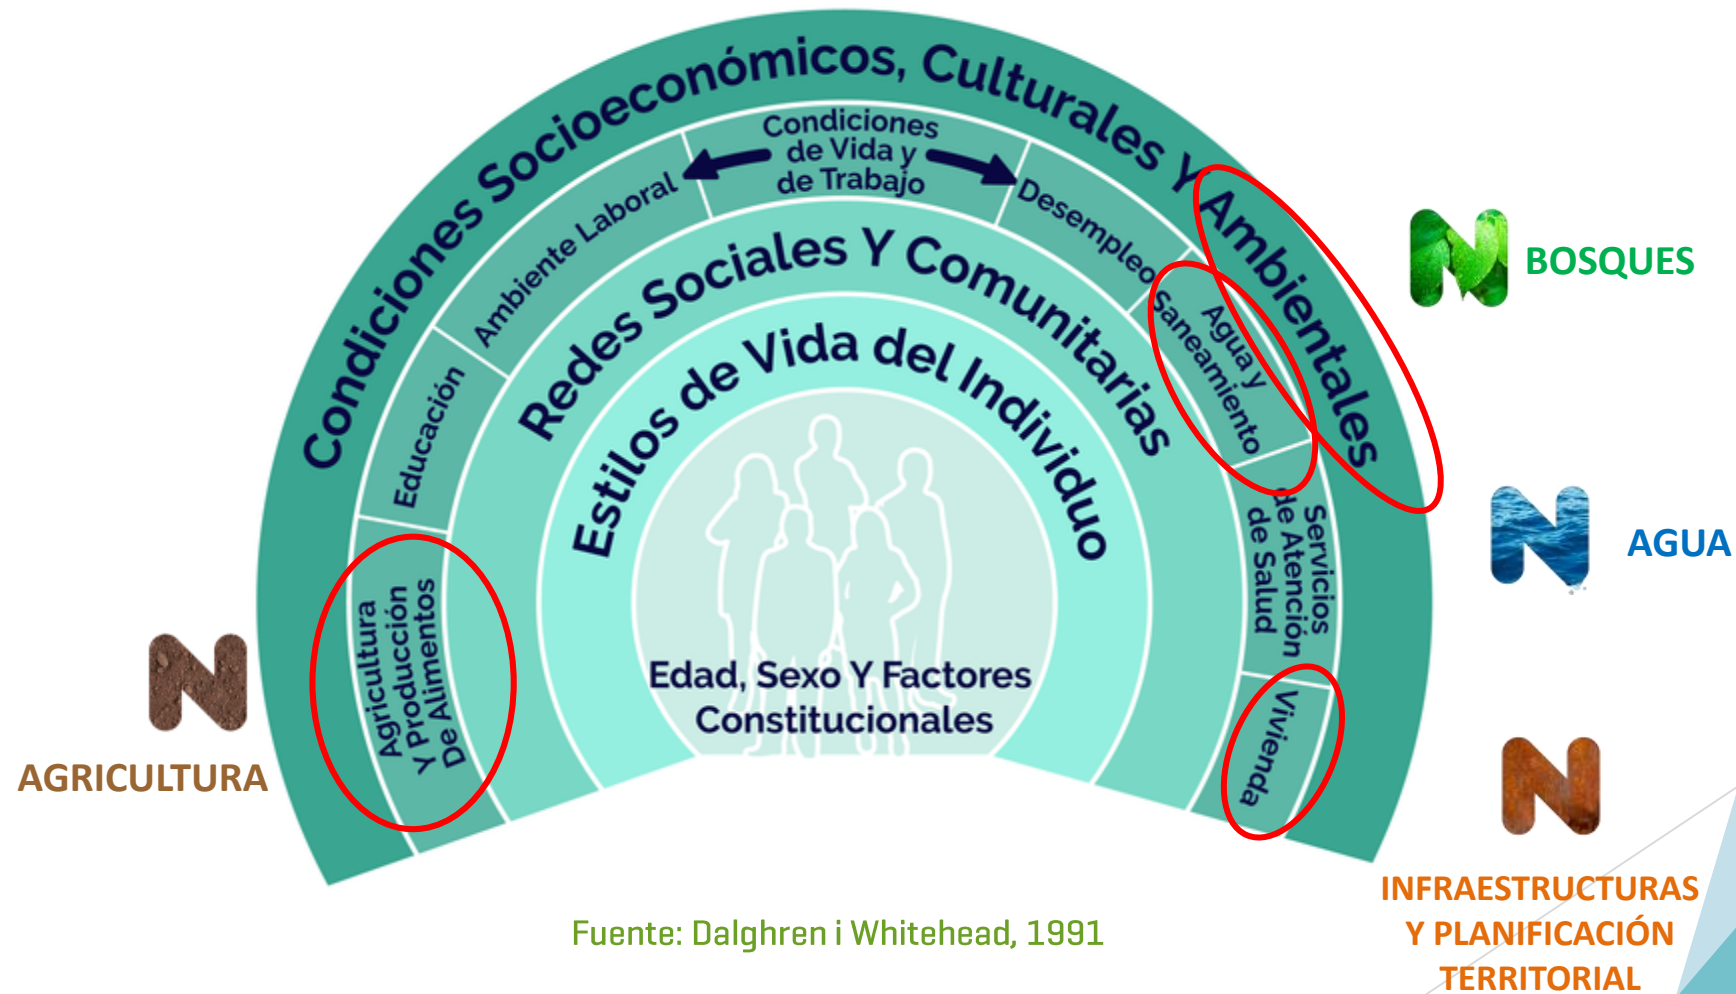 Condiciones Socioeconómicos, Culturales Y Ambientales
Condiciones
de Vida y
de Trabajo
Ambiente Laboral
Desempleo
Educación
Agua y
Saneamiento
Agricultura
Y Producción
De Alimentos
Servicios
de Atención
de Salud
Vivienda
Redes Sociales Y Comunitarias
Estilos de Vida del Individuo
Edad, Sexo Y Factores
Constitucionales
N
BOSQUES
N
AGUA
N
AGRICULTURA
N
INFRAESTRUCTURAS
Y PLANIFICACIÓN
TERRITORIAL
Fuente: Dalghren i Whitehead, 1991